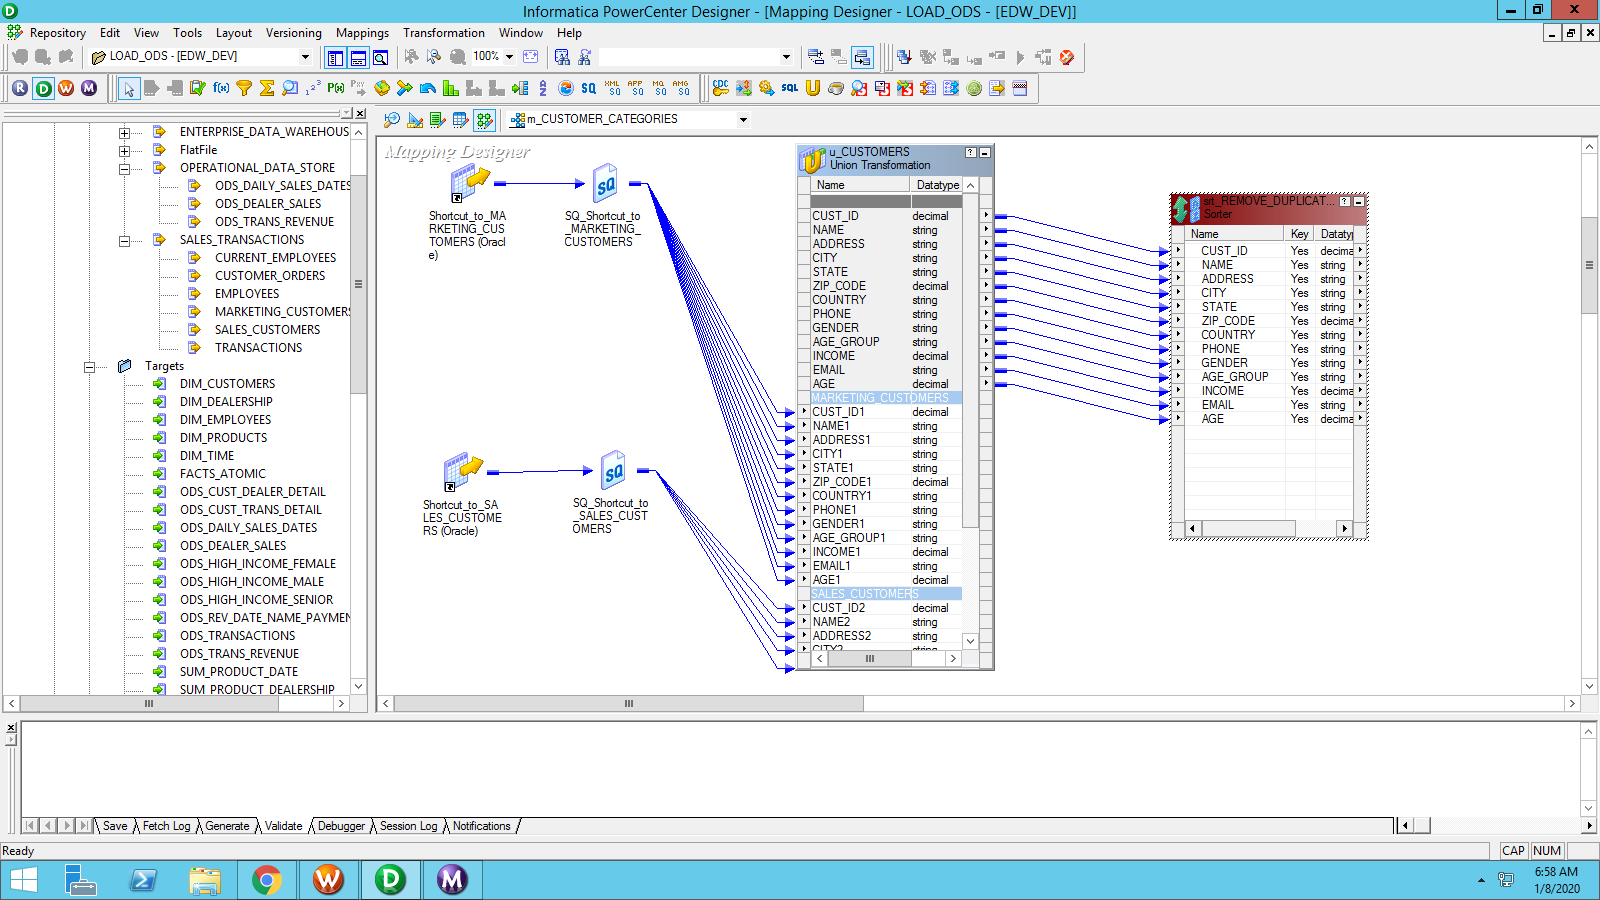 Informatica PowerCenter Designer - [Mapping Designer - LOAD_ODS - [EDW_DEV]]
Repository Edit View Tools Layout Versioning Mappings Transformation Window Help
LOAD_ODS - [EDW_DEV]
100%
m_CUSTOMER_CATEGORIES
ENTERPRISE_DATA_WAREHOUS
FlatFile
OPERATIONAL_DATA_STORE
ODS_DAILY_SALES_DATES
ODS_DEALER_SALES
ODS_TRANS_REVENUE
SALES_TRANSACTIONS
CURRENT_EMPLOYEES
CUSTOMER_ORDERS
EMPLOYEES
MARKETING_CUSTOMERS
SALES_CUSTOMERS
TRANSACTIONS
Targets
DIM_CUSTOMERS
DIM_DEALERSHIP
DIM_EMPLOYEES
DIM_PRODUCTS
DIM_TIME
FACTS_ATOMIC
ODS_CUST_DEALER_DETAIL
ODS_CUST_TRANS_DETAIL
ODS_DAILY_SALES_DATES
ODS_DEALER_SALES
ODS_HIGH_INCOME_FEMALE
ODS_HIGH_INCOME_MALE
ODS_HIGH_INCOME_SENIOR
ODS_REV_DATE_NAME_PAYMEN
ODS_TRANSACTIONS
ODS_TRANS_REVENUE
SUM_PRODUCT_DATE
SUM_PRODUCT_DEALERSHIP
Mapping Designer
Shortcut_to_MA
RKETING_CUS
TOMERS (Oracl
e)
SQ
SQ_Shortcut_to
_MARKETING_
CUSTOMERS
Shortcut_to_SA
LES_CUSTOME
RS (Oracle)
SQ
SQ_Shortcut_to
_SALES_CUST
OMERS
u_CUSTOMERS
Union Transformation
Name Datatype
CUST_ID decimal
NAME string
ADDRESS string
CITY string
STATE string
ZIP_CODE decimal
COUNTRY string
PHONE string
GENDER string
AGE_GROUP string
INCOME decimal
EMAIL string
AGE decimal
MARKETING_CUSTOMERS
CUST_ID1 decimal
NAME1 string
ADDRESS1 string
CITY1 string
STATE1 string
ZIP_CODE1 decimal
COUNTRY1 string
PHONE1 string
GENDER1 string
AGE_GROUP1 string
INCOME1 decimal
EMAIL1 string
AGE1 decimal
SALES_CUSTOMERS
CUST_ID2 decimal
NAME2 string
ADDRESS2 string
CITY2 string
srt_REMOVE_DUPLICAT...
Sorter
Name Key Datatyp
CUST_ID Yes decima
NAME Yes string
ADDRESS Yes string
CITY Yes string
STATE Yes string
ZIP_CODE Yes decima
COUNTRY Yes string
PHONE Yes string
GENDER Yes string
AGE_GROUP Yes string
INCOME Yes decima
EMAIL Yes string
AGE Yes decima
Save Fetch Log Generate Validate Debugger Session Log Notifications
Ready
CAP NUM
6:58 AM
1/8/2020